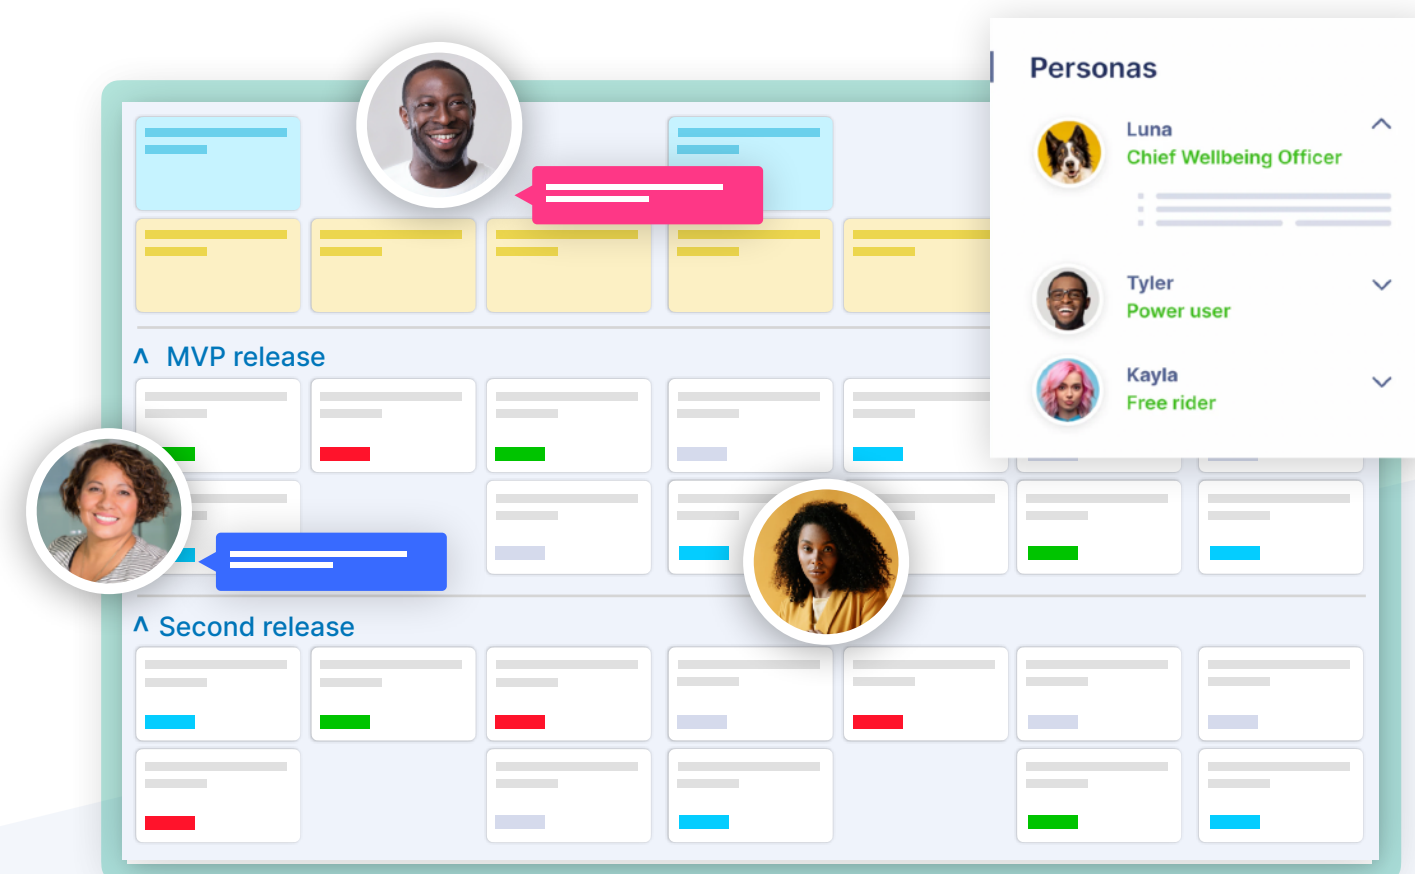 Personas
Luna
Chief Wellbeing Officer
Tyler
Power user
Kayla
Free rider
^ MVP release
^ Second release